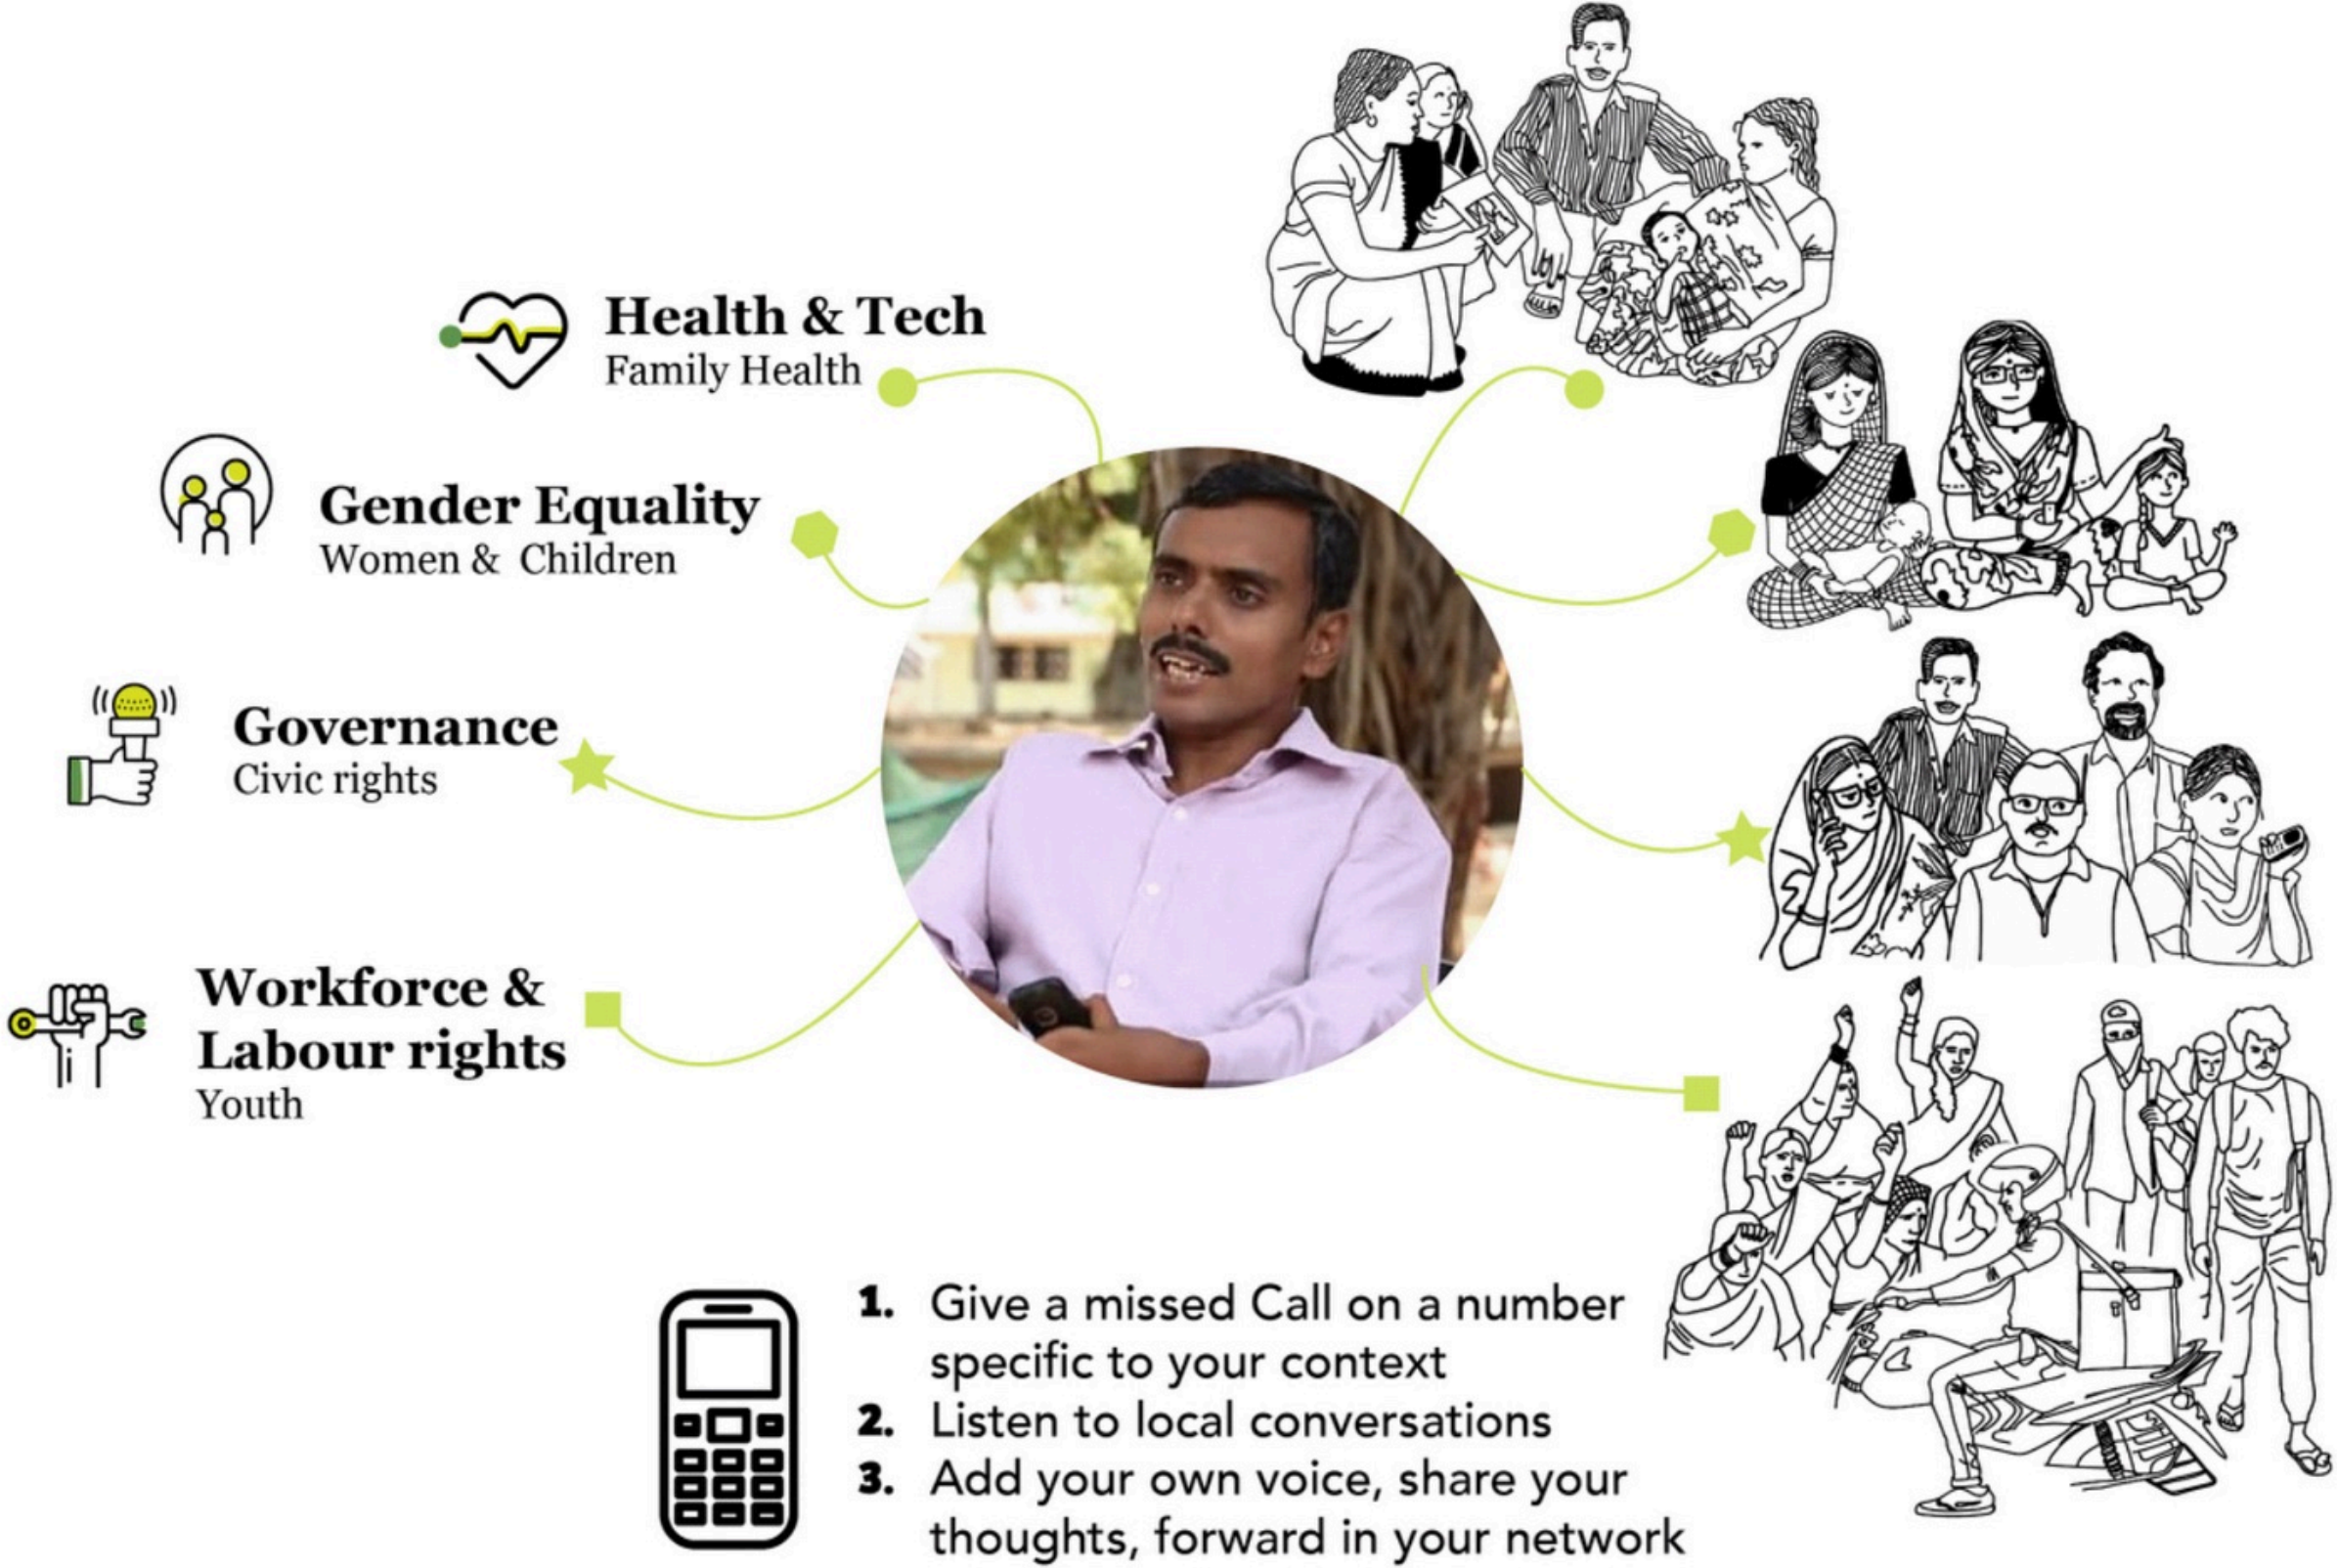 Health & Tech
Family Health
Gender Equality
Women & Children
Governance
Civic rights
Workforce &
Labour rights
Youth
1. Give a missed Call on a number
specific to your context
2. Listen to local conversations
3. Add your own voice, share your
thoughts, forward in your network